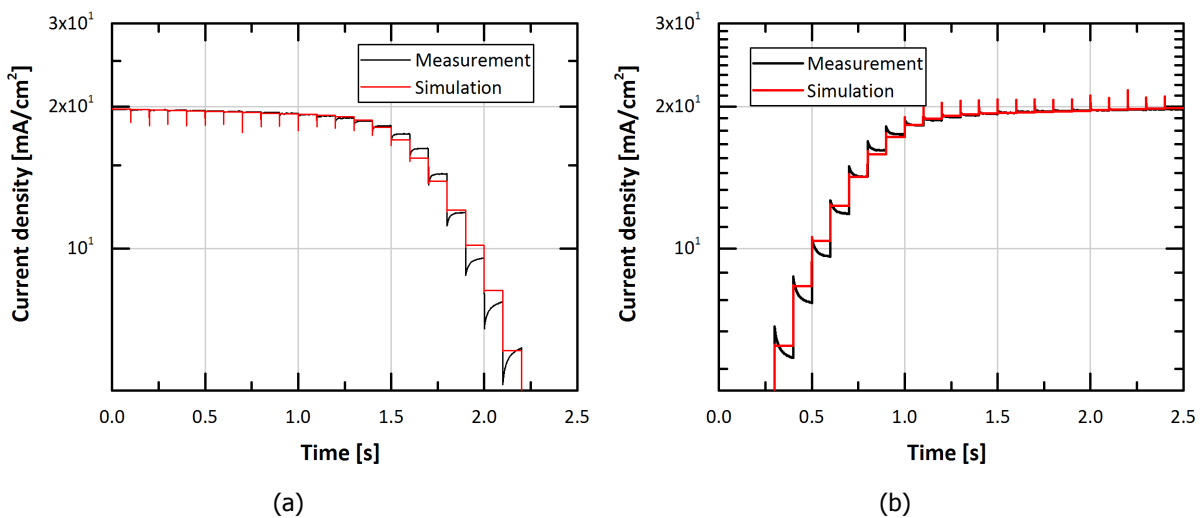 3x10¹
2x10¹
10¹
Current density [mA/cm²]
Measurement
Simulation
0.0 0.5 1.0 1.5 2.0 2.5
Time [s]
(a)
3x10¹
2x10¹
10¹
Current density [mA/cm²]
Measurement
Simulation
0.0 0.5 1.0 1.5 2.0 2.5
Time [s]
(b)